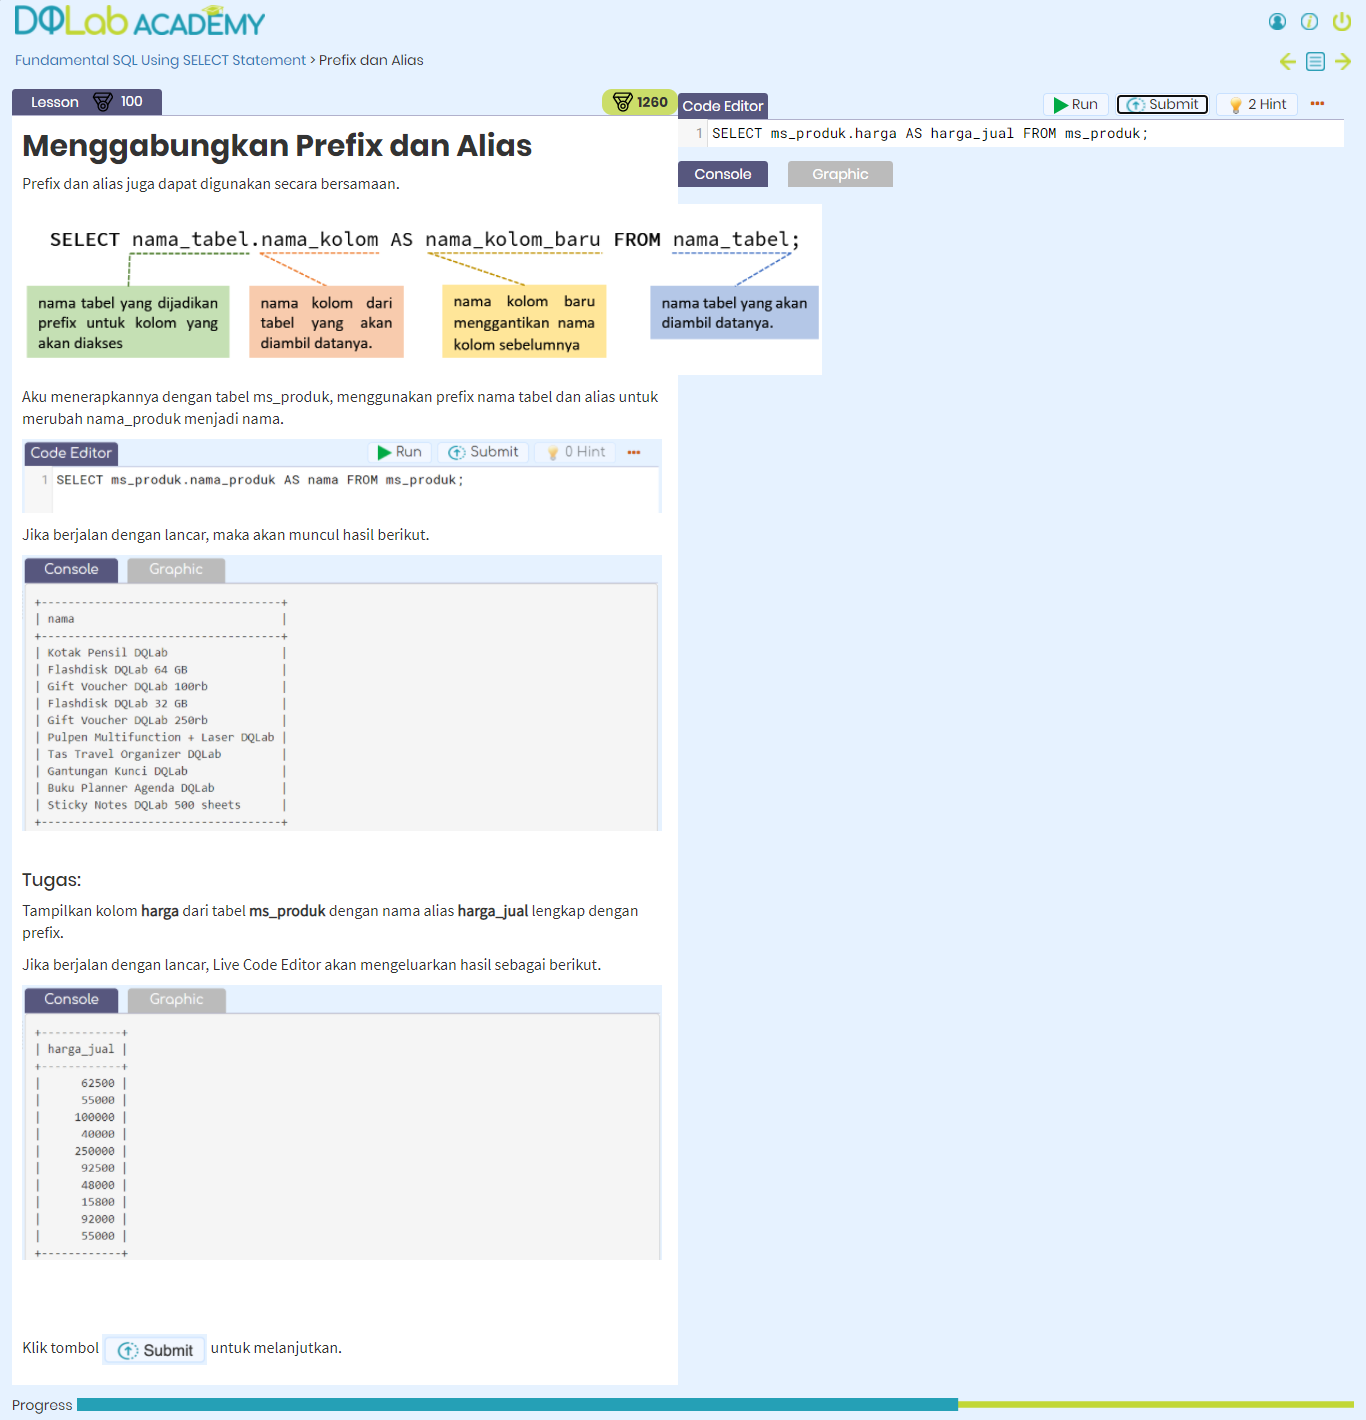 DQLab ACADEMY
Fundamental SQL Using SELECT Statement > Prefix dan Alias
Lesson 100
1260
Menggabungkan Prefix dan Alias
Prefix dan alias juga dapat digunakan secara bersamaan.
SELECT nama_tabel.nama_kolom AS nama_kolom_baru FROM nama_tabel;
nama tabel yang dijadikan
prefix untuk kolom yang
akan diakses
nama kolom dari
tabel yang akan
diambil datanya.
nama kolom baru
menggantikan nama
kolom sebelumnya
nama tabel yang akan
diambil datanya.
Aku menerapkannya dengan tabel ms_produk, menggunakan prefix nama tabel dan alias untuk
merubah nama_produk menjadi nama.
Code Editor Run Submit 0 Hint
1 SELECT ms_produk.nama_produk AS nama FROM ms_produk;
Jika berjalan dengan lancar, maka akan muncul hasil berikut.
Console Graphic
+------------------------------------+
| nama |
+------------------------------------+
| Kotak Pensil DQLab |
| Flashdisk DQLab 64 GB |
| Gift Voucher DQLab 100rb |
| Flashdisk DQLab 32 GB |
| Gift Voucher DQLab 250rb |
| Pulpen Multifunction + Laser DQLab |
| Tas Travel Organizer DQLab |
| Gantungan Kunci DQLab |
| Buku Planner Agenda DQLab |
| Sticky Notes DQLab 500 sheets |
+------------------------------------+
Tugas:
Tampilkan kolom harga dari tabel ms_produk dengan nama alias harga_jual lengkap dengan
prefix.
Jika berjalan dengan lancar, Live Code Editor akan mengeluarkan hasil sebagai berikut.
Console Graphic
+------------+
| harga_jual |
+------------+
| 62500 |
| 55000 |
| 100000 |
| 40000 |
| 250000 |
| 92500 |
| 48000 |
| 15800 |
| 92000 |
| 55000 |
+------------+
Klik tombol Submit untuk melanjutkan.
Code Editor Run Submit 2 Hint
1 SELECT ms_produk.harga AS harga_jual FROM ms_produk;
Console Graphic
Progress